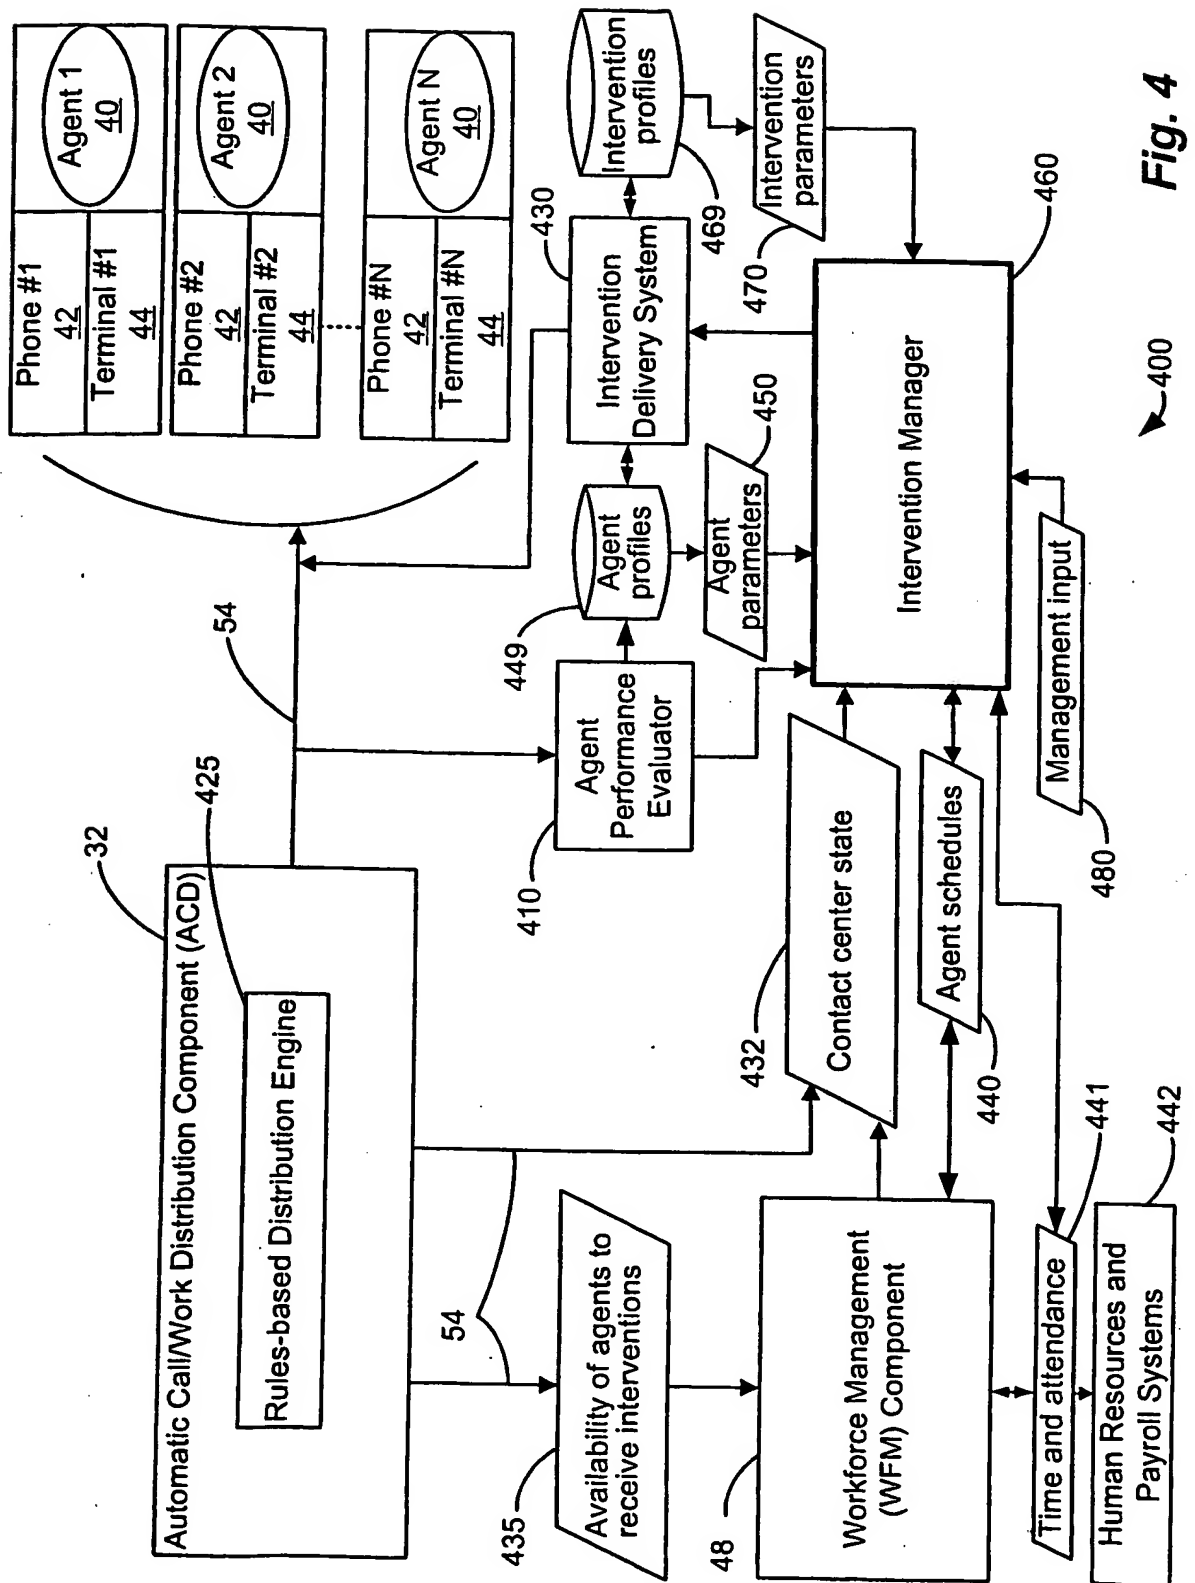 Automatic Call/Work Distribution Component (ACD)
32
Rules-based Distribution Engine
425
54
Phone #1
42
Terminal #1
44
Agent 1
40
Phone #2
42
Terminal #2
44
Agent 2
40
Phone #N
42
Terminal #N
44
Agent N
40
54
435
Availability of agents to
receive interventions
410
Agent
Performance
Evaluator
449
Agent
profiles
Intervention
Delivery System
430
Intervention
profiles
469
Agent
parameters
450
470
Intervention
parameters
48
Workforce Management
(WFM) Component
432
Contact center state
Agent schedules
440
Intervention Manager
460
Time and attendance
441
Human Resources and
Payroll Systems
442
480
Management input
400
Fig. 4